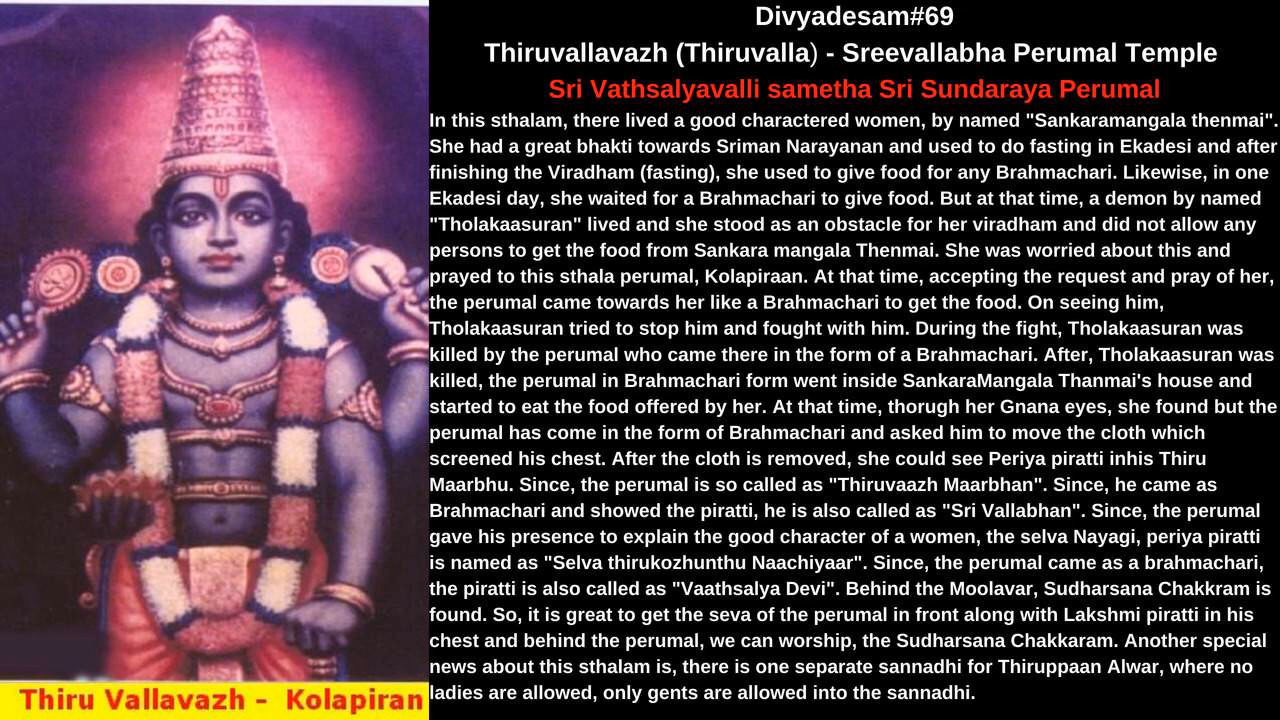 Divyadesam#69
Thiruvallavazh (Thiruvalla) - Sreevallabha Perumal Temple
Sri Vathsalyavalli sametha Sri Sundaraya Perumal
In this sthalam, there lived a good charactered women, by named "Sankaramangala thenmai".
She had a great bhakti towards Sriman Narayanan and used to do fasting in Ekadesi and after
finishing the Viradham (fasting), she used to give food for any Brahmachari. Likewise, in one
Ekadesi day, she waited for a Brahmachari to give food. But at that time, a demon by named
"Tholakaasuran" lived and she stood as an obstacle for her viradham and did not allow any
persons to get the food from Sankara mangala Thenmai. She was worried about this and
prayed to this sthala perumal, Kolapiraan. At that time, accepting the request and pray of her,
the perumal came towards her like a Brahmachari to get the food. On seeing him,
Tholakaasuran tried to stop him and fought with him. During the fight, Tholakaasuran was
killed by the perumal who came there in the form of a Brahmachari. After, Tholakaasuran was
killed, the perumal in Brahmachari form went inside SankaraMangala Thanmai's house and
started to eat the food offered by her. At that time, thorugh her Gnana eyes, she found but the
perumal has come in the form of Brahmachari and asked him to move the cloth which
screened his chest. After the cloth is removed, she could see Periya piratti inhis Thiru
Maarbhu. Since, the perumal is so called as "Thiruvaazh Maarbhan". Since, he came as
Brahmachari and showed the piratti, he is also called as "Sri Vallabhan". Since, the perumal
gave his presence to explain the good character of a women, the selva Nayagi, periya piratti
is named as "Selva thirukozhunthu Naachiyaar". Since, the perumal came as a brahmachari,
the piratti is also called as "Vaathsalya Devi". Behind the Moolavar, Sudharsana Chakkram is
found. So, it is great to get the seva of the perumal in front along with Lakshmi piratti in his
chest and behind the perumal, we can worship, the Sudharsana Chakkaram. Another special
news about this sthalam is, there is one separate sannadhi for Thiruppaan Alwar, where no
ladies are allowed, only gents are allowed into the sannadhi.
Thiru Vallavazh - Kolapiran